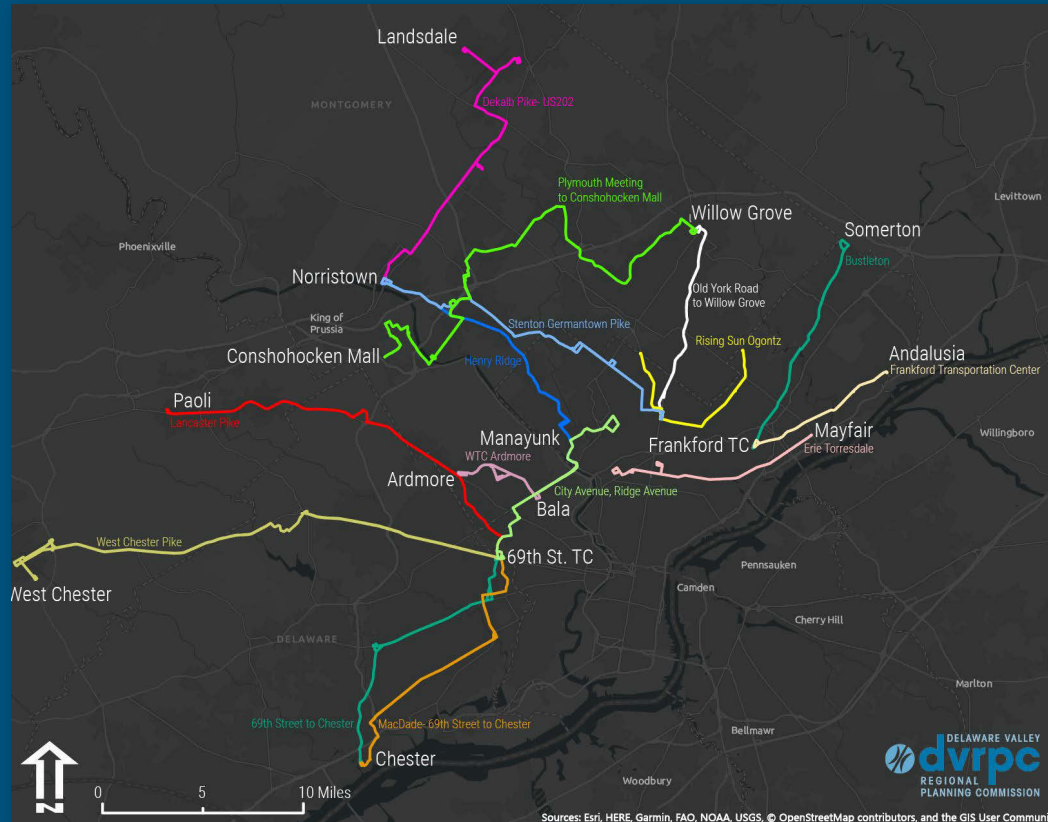 Landsdale
MONTGOMERY
Dekalb Pike- US202
Plymouth Meeting
to Conshohocken Mall
Levittown
Willow Grove
Somerton
Phoenixville
Bustleton
Norristown
Old York Road
to Willow Grove
King of
Prussia
Stenton Germantown Pike
Rising Sun Ogontz
Conshohocken Mall
Henry Ridge
Andalusia
Frankford Transportation Center
Paoli
Lancaster Pike
Manayunk
Frankford TC
Mayfair
Willingboro
Erie Torresdale
WTC Ardmore
Ardmore
City Avenue, Ridge Avenue
Bala
West Chester Pike
69th St. TC
Pennsauken
West Chester
Camden
Cherry Hill
DELAWARE
Marlton
69th Street to Chester
MacDade- 69th Street to Chester
Bellmawr
Chester
Woodbury
N
0 5 10 Miles
DELAWARE VALLEY
dvrpc
REGIONAL
PLANNING COMMISSION
Sources: Esri, HERE, Garmin, FAO, NOAA, USGS, © OpenStreetMap contributors, and the GIS User Communi